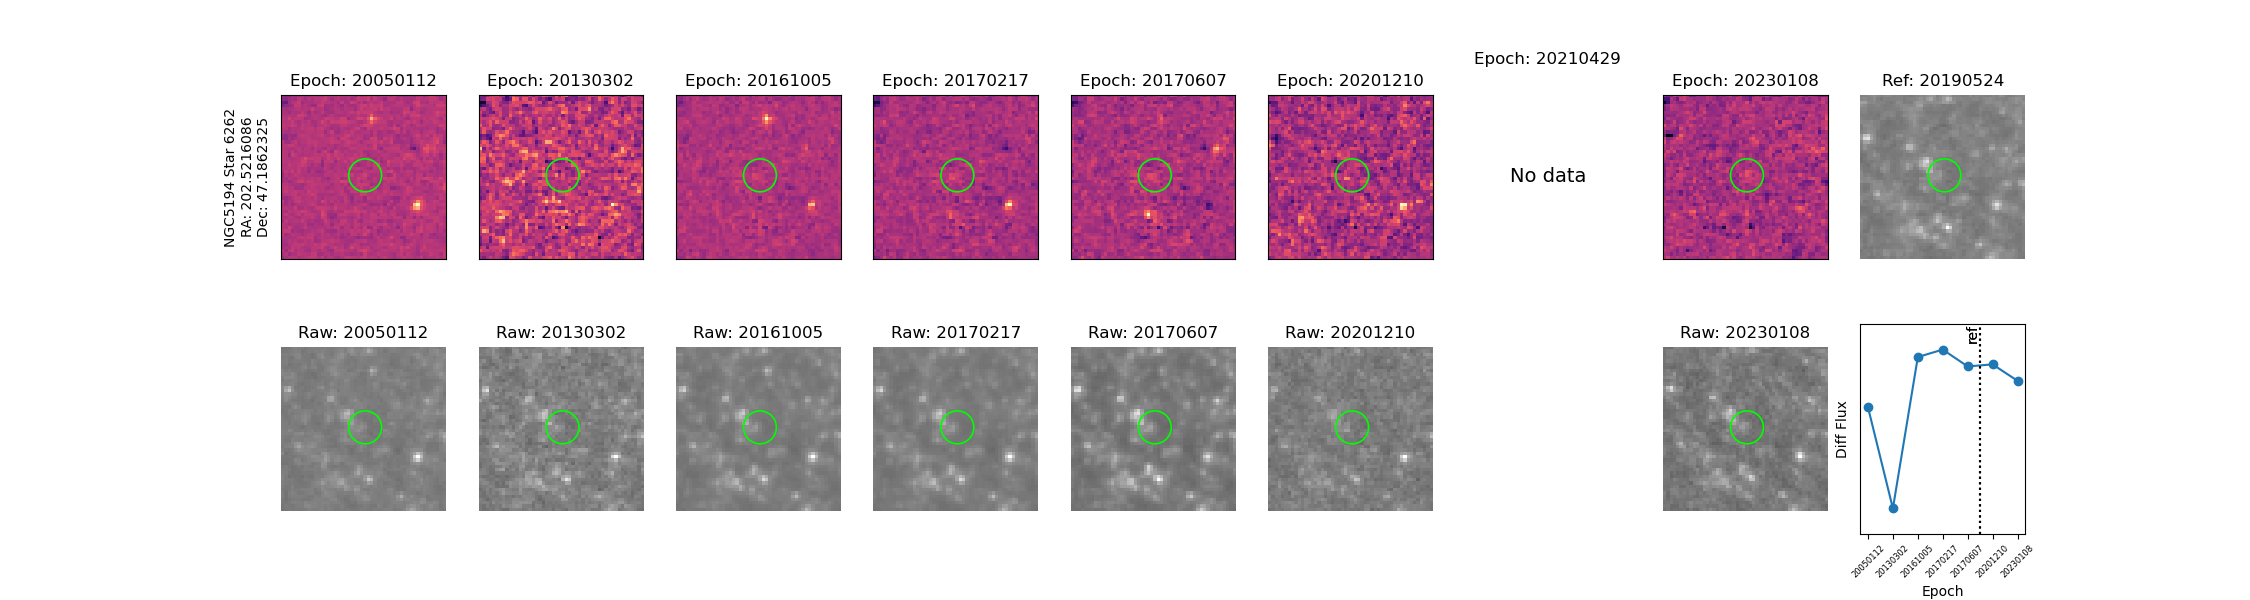 NGC5194 Star 6262
RA: 202.5216086
Dec: 47.1862325
Epoch: 20050112
Epoch: 20130302
Epoch: 20161005
Epoch: 20170217
Epoch: 20170607
Epoch: 20201210
Epoch: 20210429
No data
Epoch: 20230108
Ref: 20190524
Raw: 20050112
Raw: 20130302
Raw: 20161005
Raw: 20170217
Raw: 20170607
Raw: 20201210
Raw: 20230108
Diff Flux
ref
20050112
20130302
20161005
20170217
20170607
20201210
20230108
Epoch